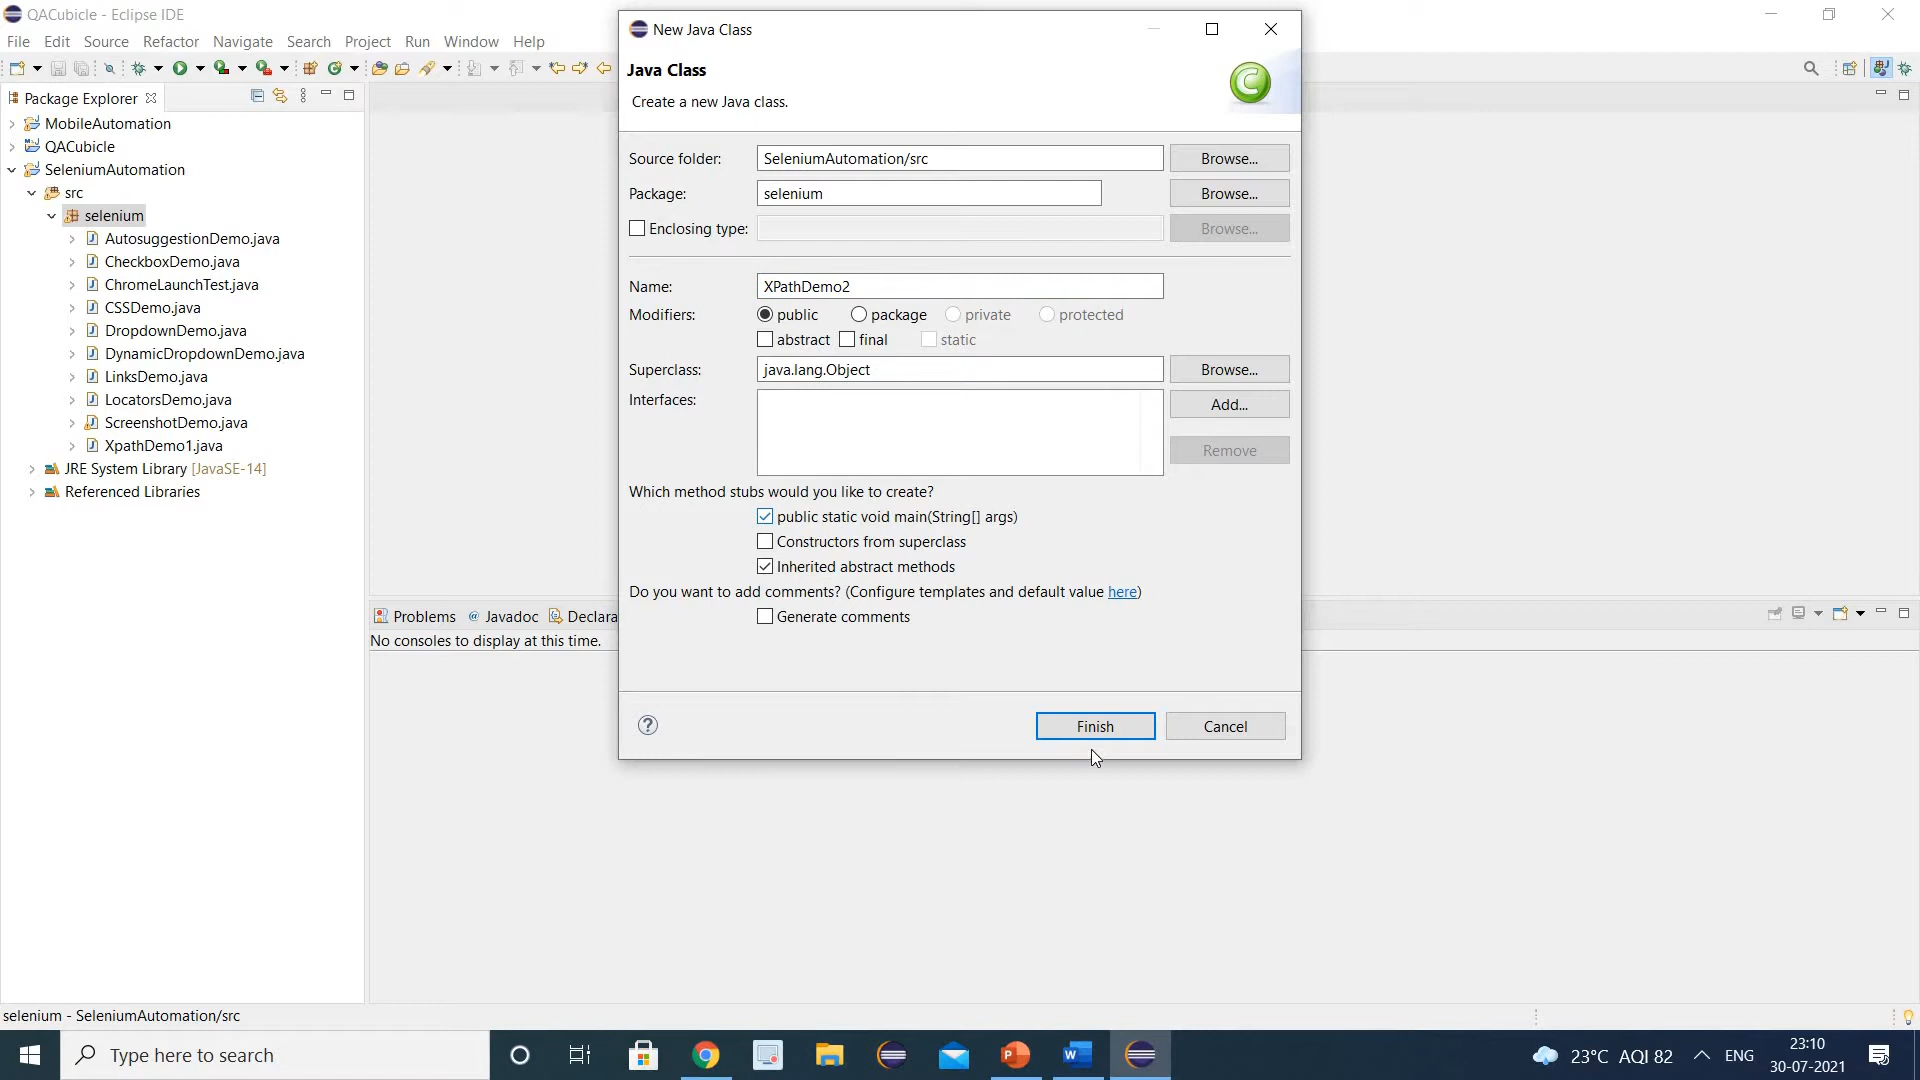 QACubicle - Eclipse IDE
File Edit Source Refactor Navigate Search Project Run Window Help
Package Explorer
MobileAutomation
QACubicle
SeleniumAutomation
src
selenium
AutosuggestionDemo.java
CheckboxDemo.java
ChromeLaunchTest.java
CSSDemo.java
DropdownDemo.java
DynamicDropdownDemo.java
LinksDemo.java
LocatorsDemo.java
ScreenshotDemo.java
XpathDemo1.java
JRE System Library [JavaSE-14]
Referenced Libraries
New Java Class
Java Class
Create a new Java class.
Source folder: SeleniumAutomation/src Browse...
Package: selenium Browse...
Enclosing type: Browse...
Name: XPathDemo2
Modifiers: public package private protected
abstract final static
Superclass: java.lang.Object Browse...
Interfaces: Add...
Remove
Which method stubs would you like to create?
public static void main(String[] args)
Constructors from superclass
Inherited abstract methods
Do you want to add comments? (Configure templates and default value here)
Generate comments
Finish Cancel
Problems @ Javadoc Declara
No consoles to display at this time.
selenium - SeleniumAutomation/src
Type here to search
23°C AQI 82 ENG
23:10
30-07-2021